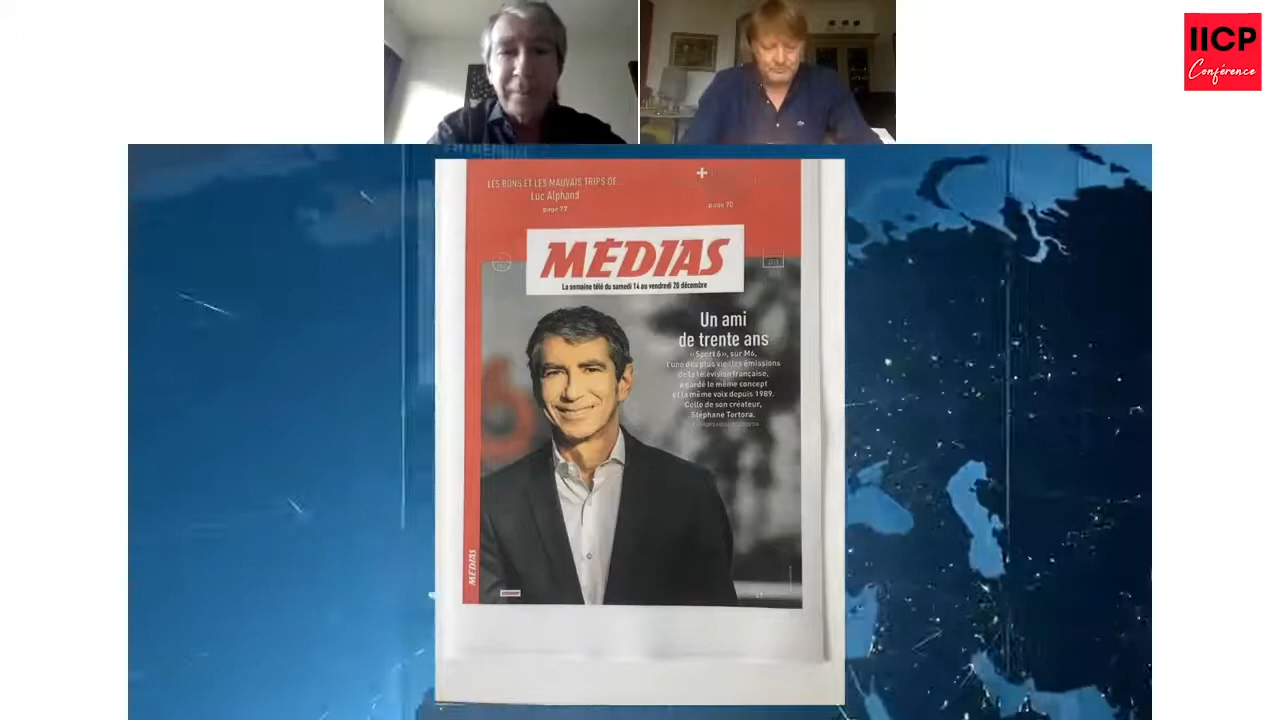 IICP
Conférence
LES BONS ET LES MAUVAIS TRIPS DE...
Luc Alphand
page 77
+
page 70
MÉDIAS
La semaine télé du samedi 14 au vendredi 20 décembre
Un ami
de trente ans
«Sport 6», sur M6,
l'une des plus vieilles émissions
de la télévision française,
a gardé le même concept
et la même voix depuis 1989.
Celle de son créateur,
Stéphane Tortora.
6
MÉDIAS